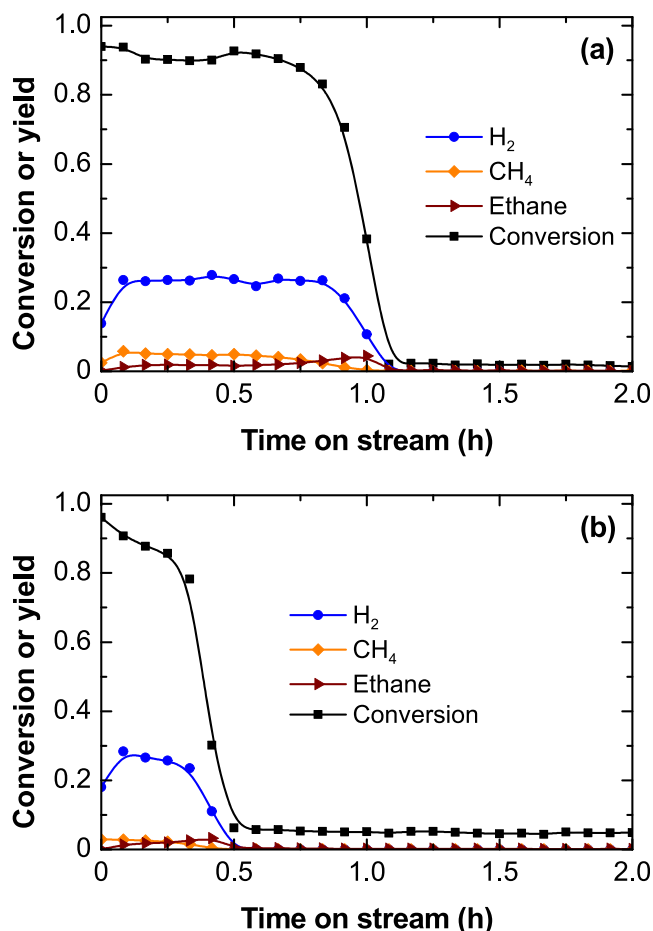 (a)
Conversion or yield
1.0
0.8
0.6
0.4
0.2
0
H₂
CH₄
Ethane
Conversion
0 0.5 1.0 1.5 2.0
Time on stream (h)
(b)
Conversion or yield
1.0
0.8
0.6
0.4
0.2
0
H₂
CH₄
Ethane
Conversion
0 0.5 1.0 1.5 2.0
Time on stream (h)